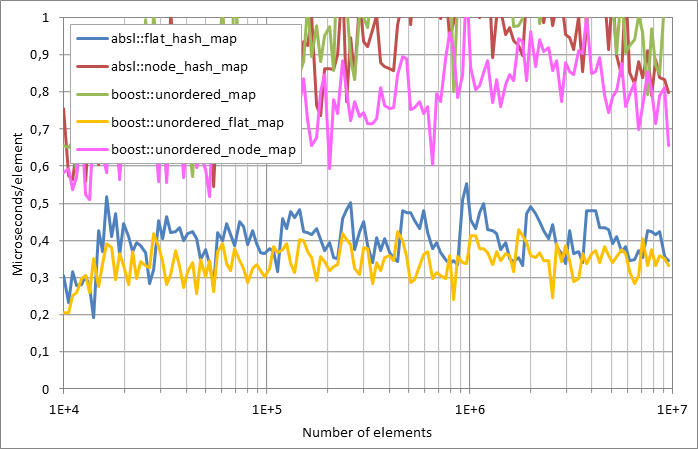 1
0,9
0,8
0,7
0,6
0,5
0,4
0,3
0,2
0,1
0
Microseconds/element
absl::flat_hash_map
absl::node_hash_map
boost::unordered_map
boost::unordered_flat_map
boost::unordered_node_map
1E+4 1E+5 1E+6 1E+7
Number of elements